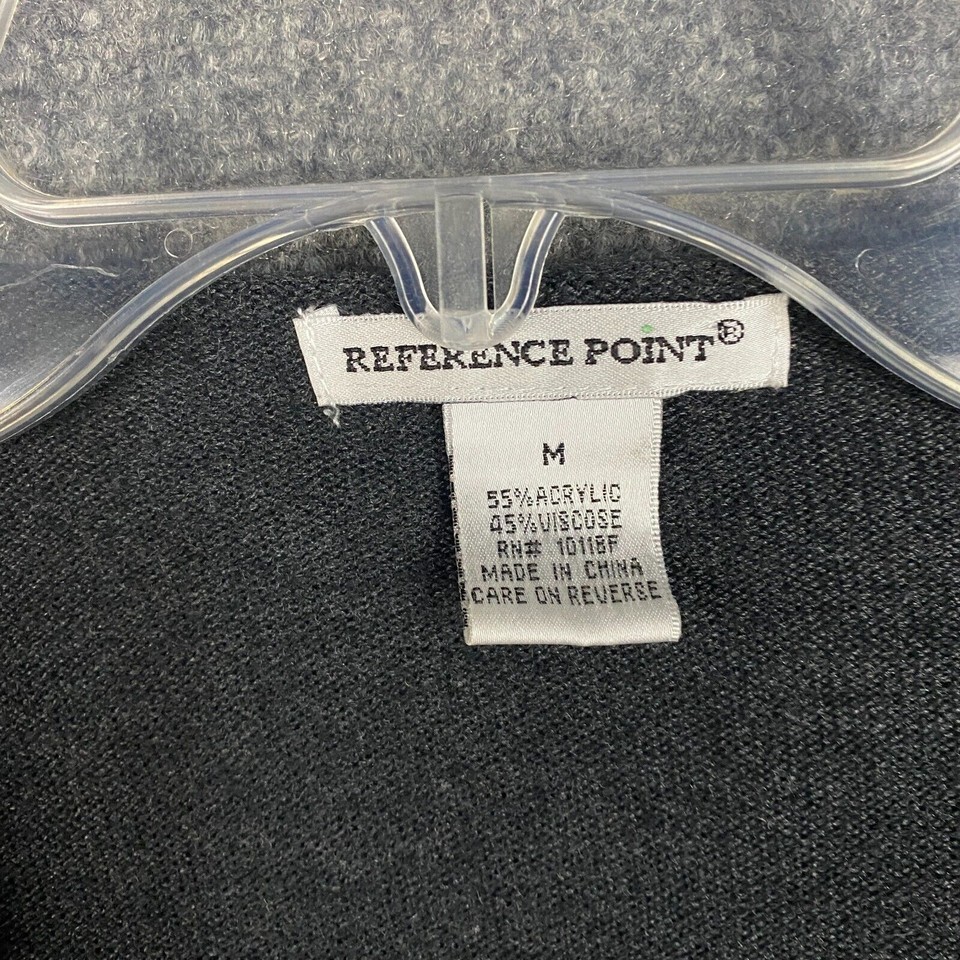 REFERENCE POINT®
M
55%ACRYLIC
45%VISCOSE
RN# 10118F
MADE IN CHINA
CARE ON REVERSE